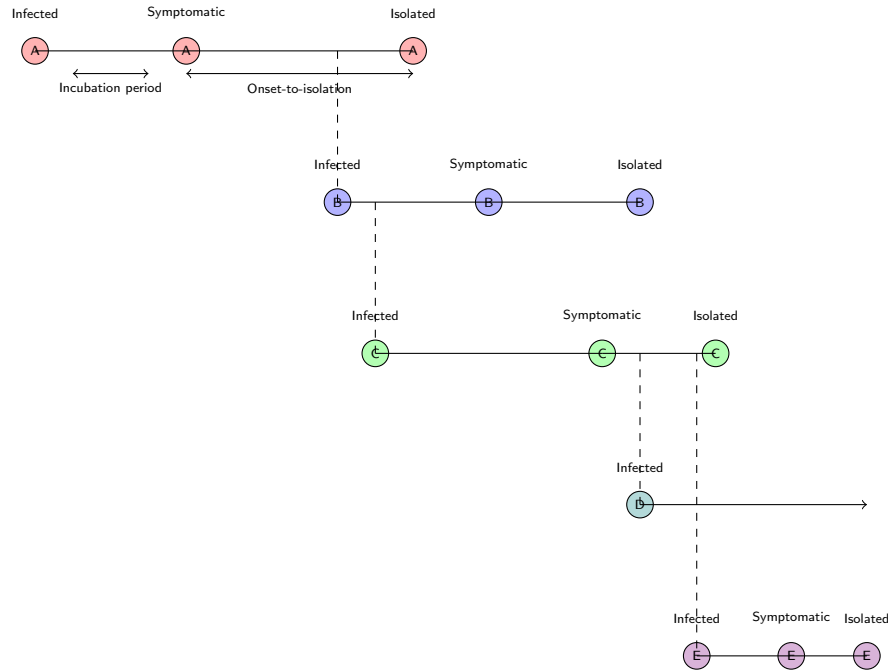 Infected Symptomatic Isolated
A A A
Incubation period Onset-to-isolation
Infected Symptomatic Isolated
B B B
Infected Symptomatic Isolated
C C C
Infected
D
Infected Symptomatic Isolated
E E E